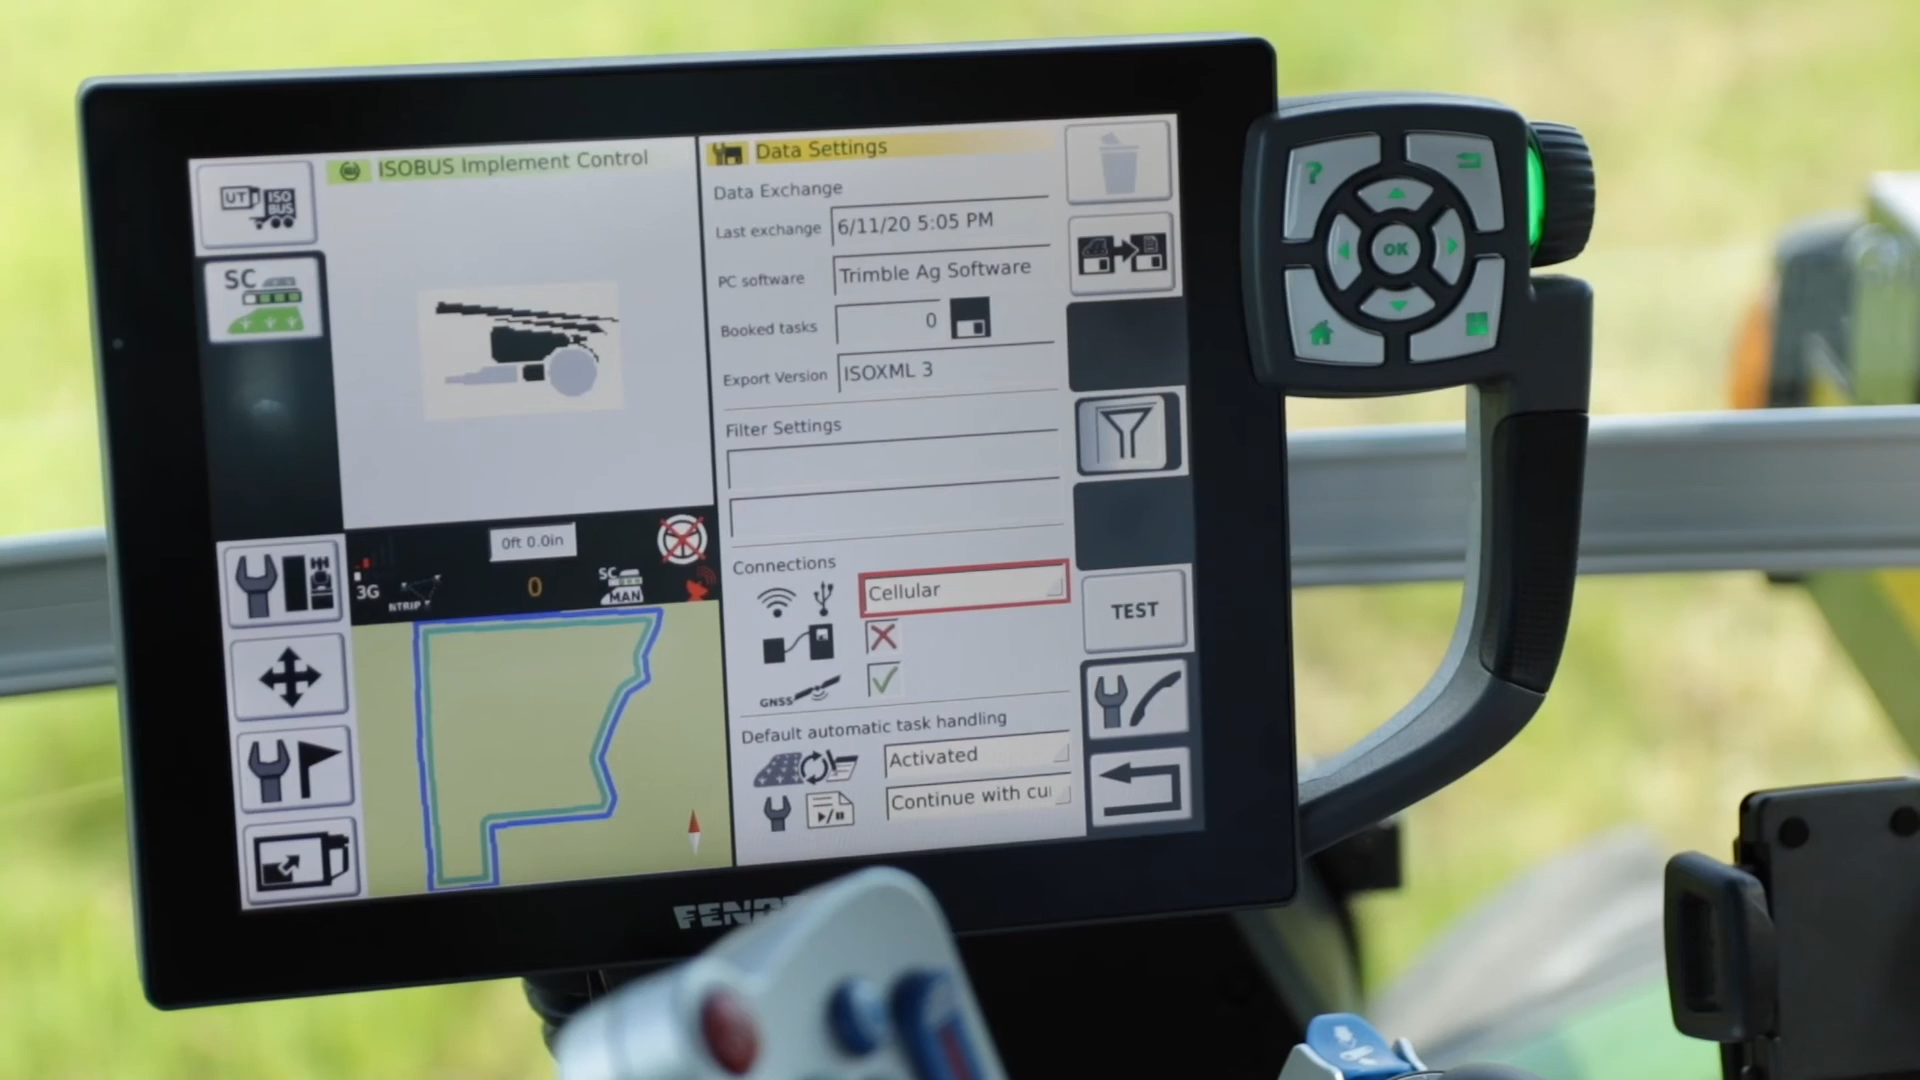 UT ISO BUS
SC
ISOBUS Implement Control
0ft 0.0in
3G
NTRIP
0
SC
MAN
Data Settings
Data Exchange
Last exchange 6/11/20 5:05 PM
PC software Trimble Ag Software
Booked tasks 0
Export Version ISOXML 3
Filter Settings
Connections
Cellular
GNSS
Default automatic task handling
Activated
Continue with cu
TEST
?
OK